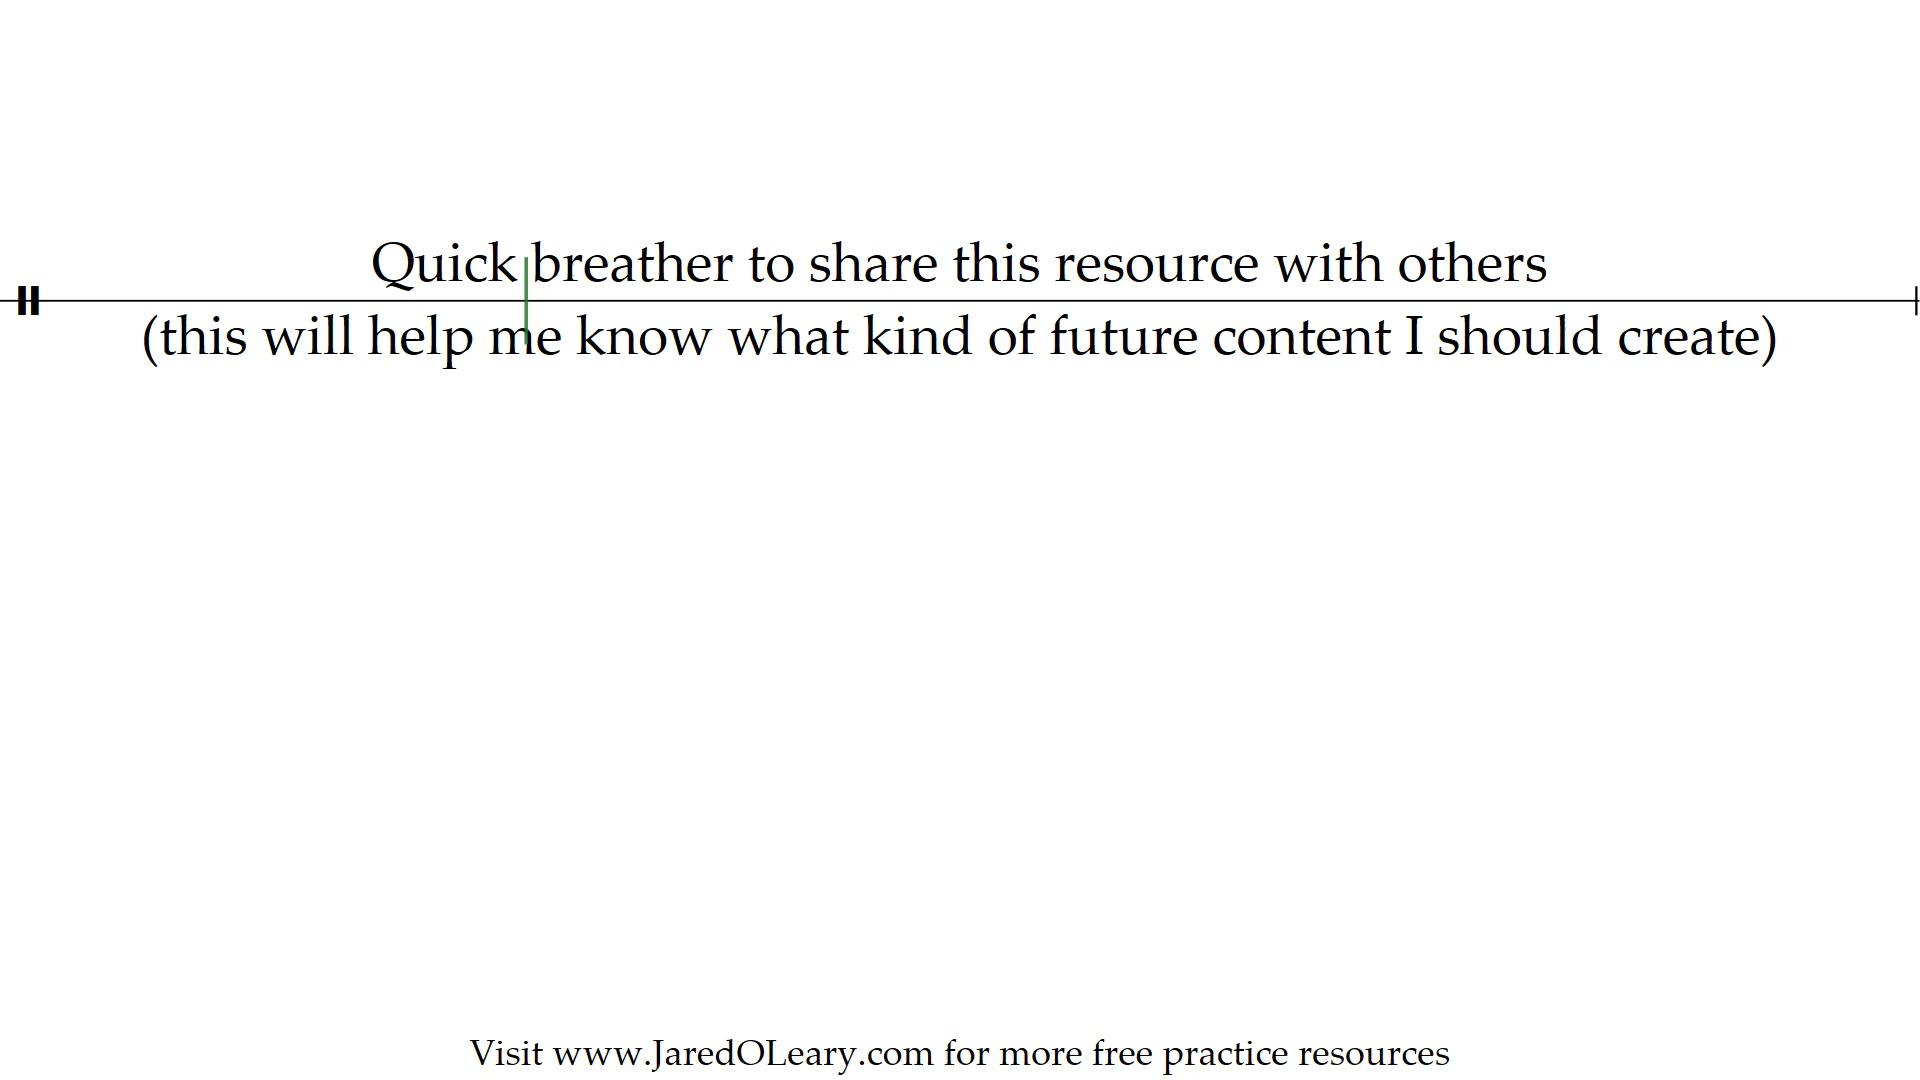 Quick breather to share this resource with others
(this will help me know what kind of future content I should create)
Visit www.JaredOLeary.com for more free practice resources